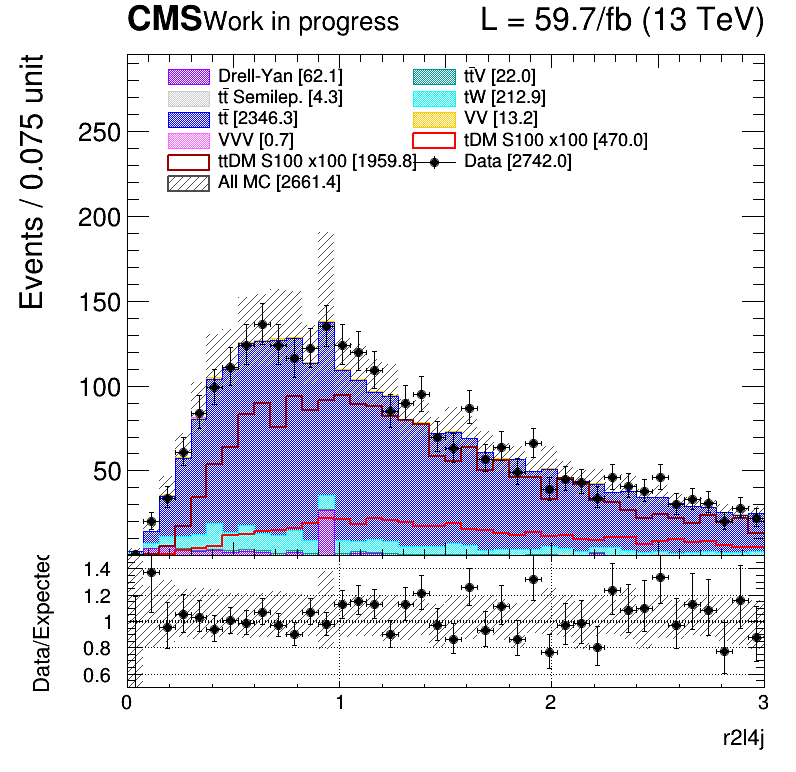 CMS Work in progress L = 59.7/fb (13 TeV)
Events / 0.075 unit
Drell-Yan [62.1] tt̄V [22.0]
tt̄ Semilep. [4.3] tW [212.9]
tt̄ [2346.3] VV [13.2]
VVV [0.7] tDM S100 x100 [470.0]
ttDM S100 x100 [1959.8] Data [2742.0]
All MC [2661.4]
250
200
150
100
50
Data/Expected
1.4
1.2
1
0.8
0.6
0 1 2 3
r2l4j